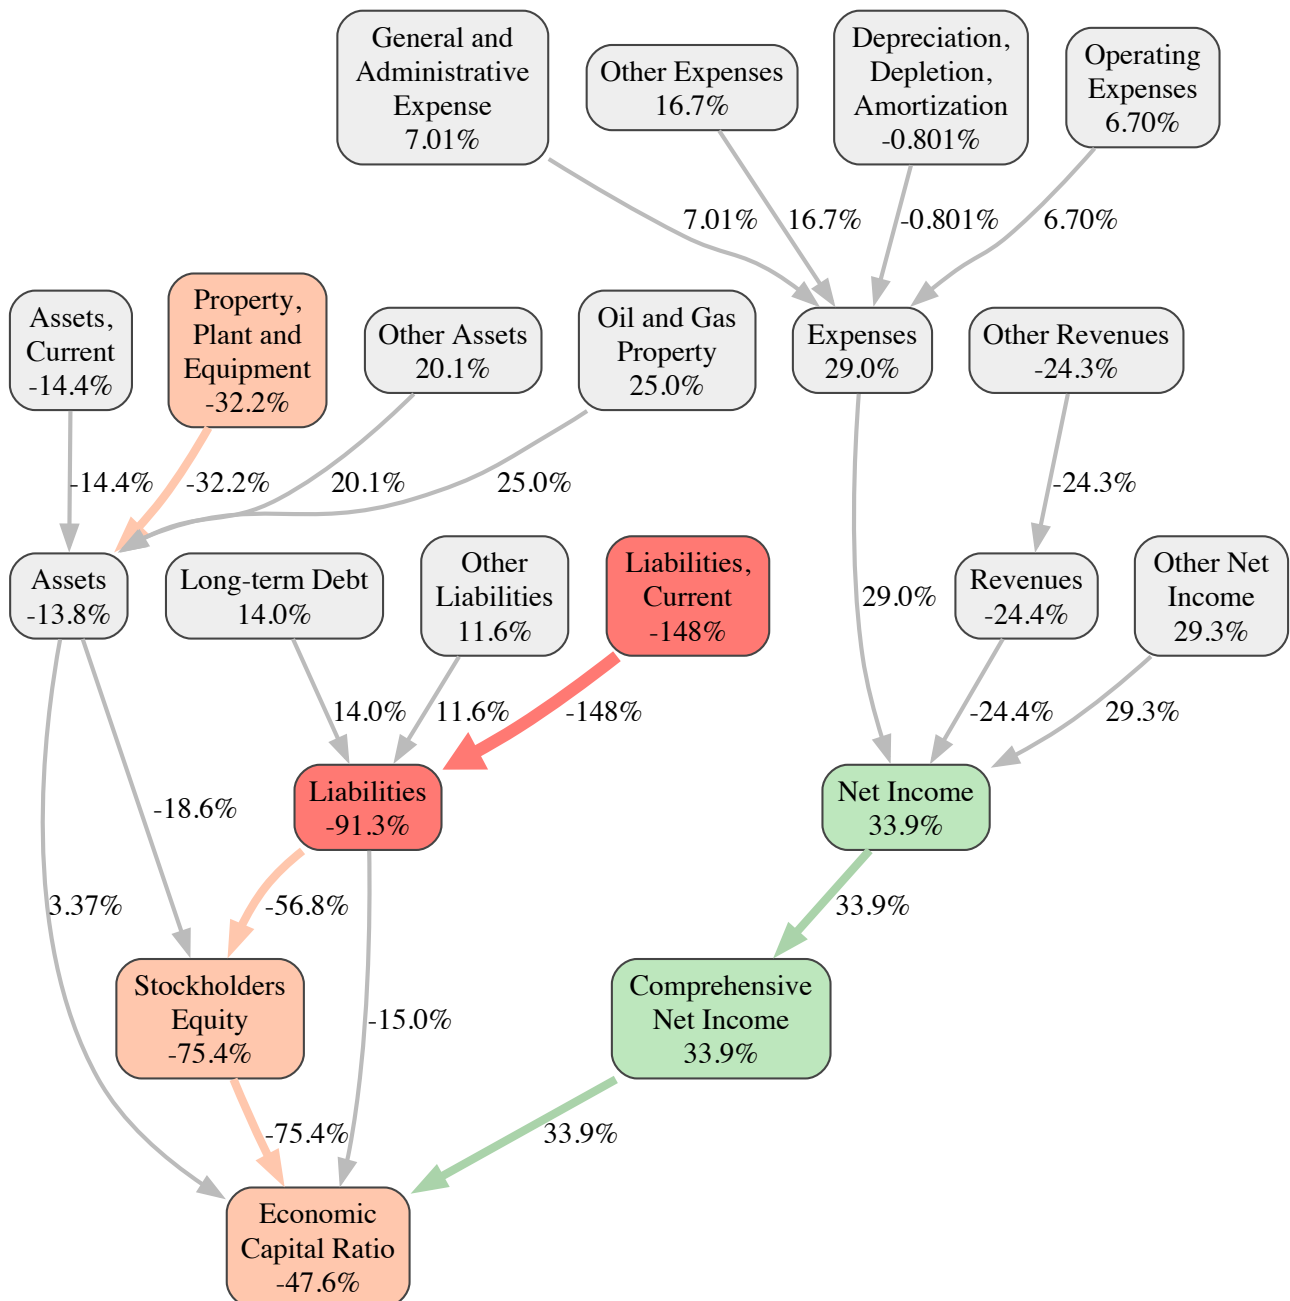 General and
Administrative
Expense
7.01%
Other Expenses
16.7%
Depreciation,
Depletion,
Amortization
-0.801%
Operating
Expenses
6.70%
7.01%
16.7%
-0.801%
6.70%
Assets,
Current
-14.4%
Property,
Plant and
Equipment
-32.2%
Other Assets
20.1%
Oil and Gas
Property
25.0%
Expenses
29.0%
Other Revenues
-24.3%
-14.4%
-32.2%
20.1%
25.0%
-24.3%
Assets
-13.8%
Long-term Debt
14.0%
Other
Liabilities
11.6%
Liabilities,
Current
-148%
29.0%
Revenues
-24.4%
Other Net
Income
29.3%
14.0%
11.6%
-148%
-24.4%
29.3%
-18.6%
Liabilities
-91.3%
Net Income
33.9%
3.37%
-56.8%
33.9%
Stockholders
Equity
-75.4%
-15.0%
Comprehensive
Net Income
33.9%
-75.4%
33.9%
Economic
Capital Ratio
-47.6%